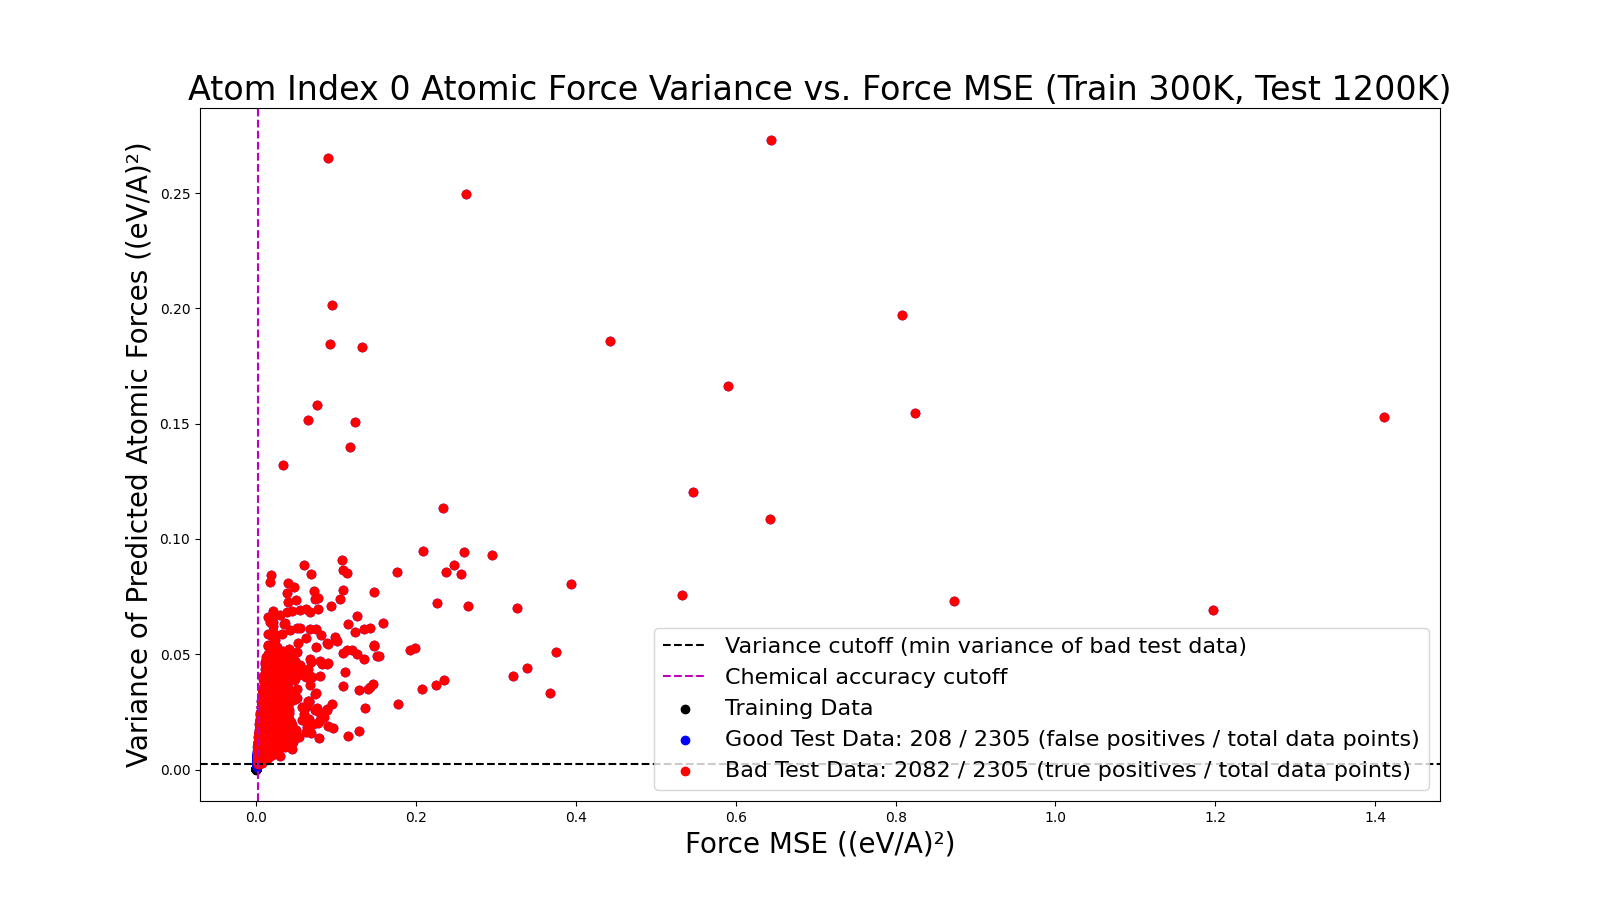 Atom Index 0 Atomic Force Variance vs. Force MSE (Train 300K, Test 1200K)
Variance of Predicted Atomic Forces ((eV/A)²)
0.25
0.20
0.15
0.10
0.05
0.00
Variance cutoff (min variance of bad test data)
Chemical accuracy cutoff
Training Data
Good Test Data: 208 / 2305 (false positives / total data points)
Bad Test Data: 2082 / 2305 (true positives / total data points)
0.0 0.2 0.4 0.6 0.8 1.0 1.2 1.4
Force MSE ((eV/A)²)